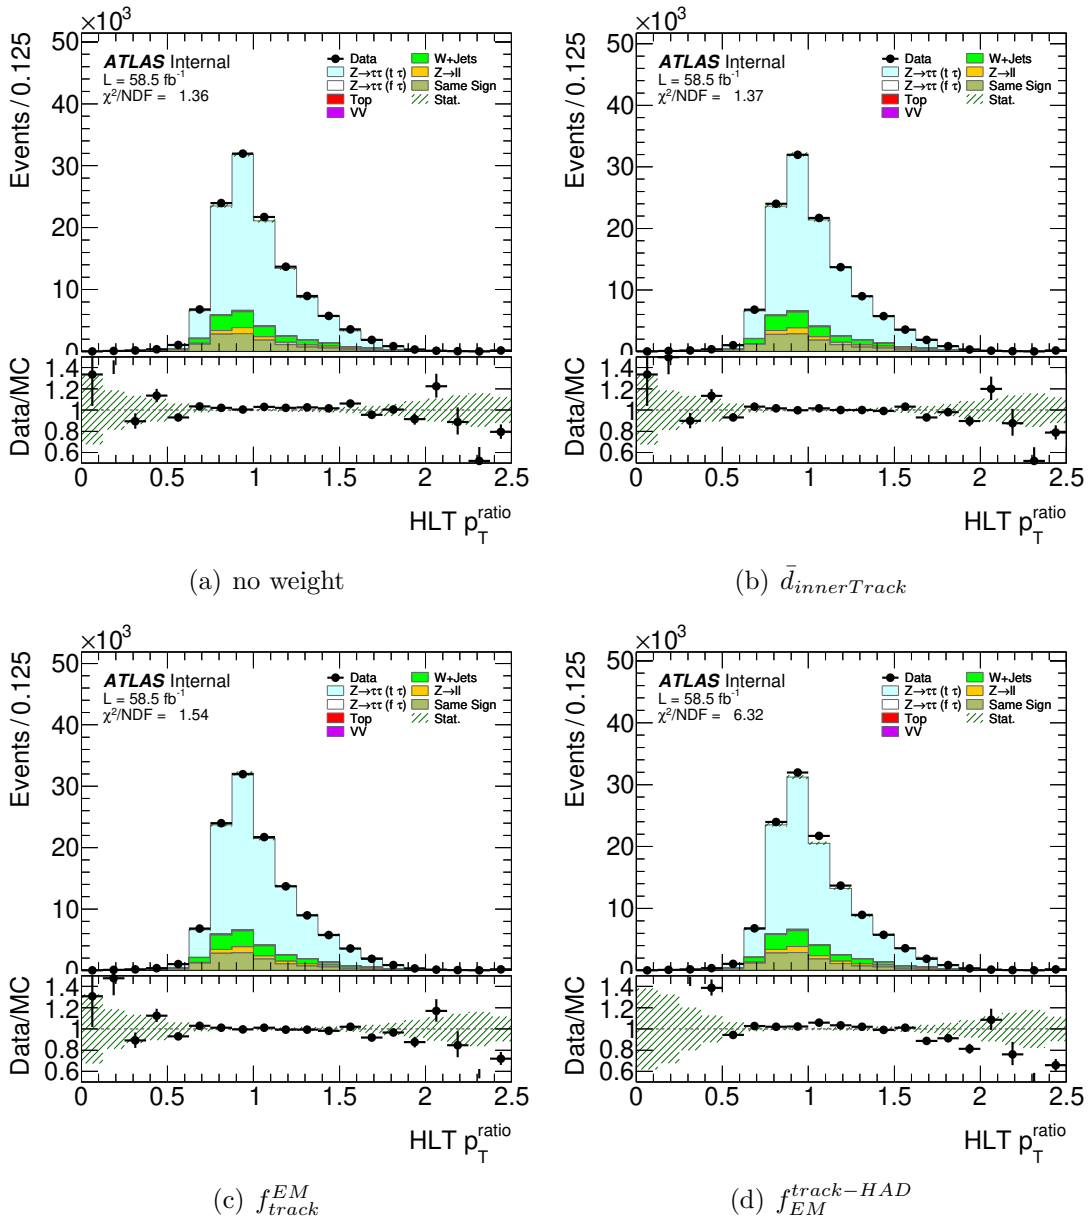 ×10³ ×10³
50 50
40 40
30 30
20 20
10 10
0 0
Events / 0.125 Events / 0.125
ATLAS Internal ATLAS Internal
L = 58.5 fb⁻¹ L = 58.5 fb⁻¹
χ²/NDF = 1.36 χ²/NDF = 1.37
Data W+Jets Data W+Jets
Z→ττ (t τ) Z→ll Z→ττ (t τ) Z→ll
Z→ττ (f τ) Same Sign Z→ττ (f τ) Same Sign
Top Stat. Top Stat.
VV VV
Data/MC Data/MC
1.4 1.4
1.2 1.2
1 1
0.8 0.8
0.6 0.6
0 0.5 1 1.5 2 2.5 0 0.5 1 1.5 2 2.5
HLT p_T^ratio HLT p_T^ratio
(a) no weight (b) d̄_innerTrack
×10³ ×10³
50 50
40 40
30 30
20 20
10 10
0 0
Events / 0.125 Events / 0.125
ATLAS Internal ATLAS Internal
L = 58.5 fb⁻¹ L = 58.5 fb⁻¹
χ²/NDF = 1.54 χ²/NDF = 6.32
Data W+Jets Data W+Jets
Z→ττ (t τ) Z→ll Z→ττ (t τ) Z→ll
Z→ττ (f τ) Same Sign Z→ττ (f τ) Same Sign
Top Stat. Top Stat.
VV VV
Data/MC Data/MC
1.4 1.4
1.2 1.2
1 1
0.8 0.8
0.6 0.6
0 0.5 1 1.5 2 2.5 0 0.5 1 1.5 2 2.5
HLT p_T^ratio HLT p_T^ratio
(c) f_track^EM (d) f_EM^track−HAD